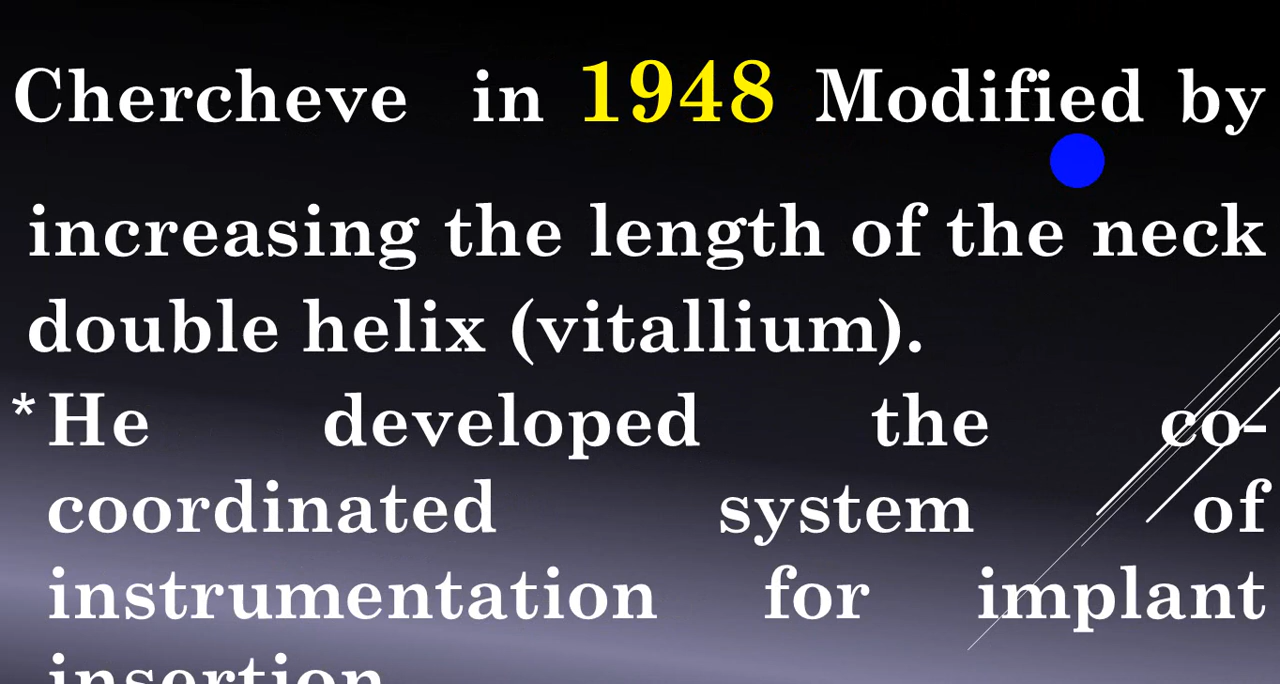 Chercheve in 1948 Modified by
increasing the length of the neck
double helix (vitallium).
*He developed the co-
coordinated system of
instrumentation for implant
insertion